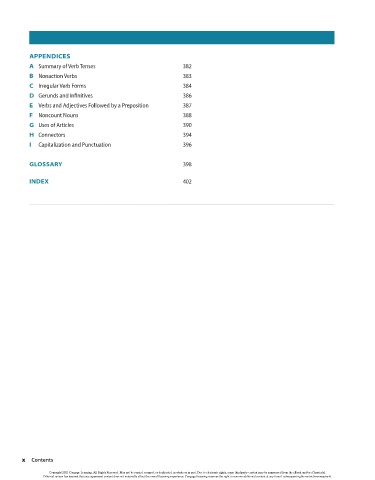 APPENDICES
A Summary of Verb Tenses 382
B Nonaction Verbs 383
C Irregular Verb Forms 384
D Gerunds and Infinitives 386
E Verbs and Adjectives Followed by a Preposition 387
F Noncount Nouns 388
G Uses of Articles 390
H Connectors 394
I Capitalization and Punctuation 396
GLOSSARY 398
INDEX 402
x Contents
Copyright 2021 Cengage Learning. All Rights Reserved. May not be copied, scanned, or duplicated, in whole or in part. Due to electronic rights, some third party content may be suppressed from the eBook and/or eChapter(s).
Editorial review has deemed that any suppressed content does not materially affect the overall learning experience. Cengage Learning reserves the right to remove additional content at any time if subsequent rights restrictions require it.